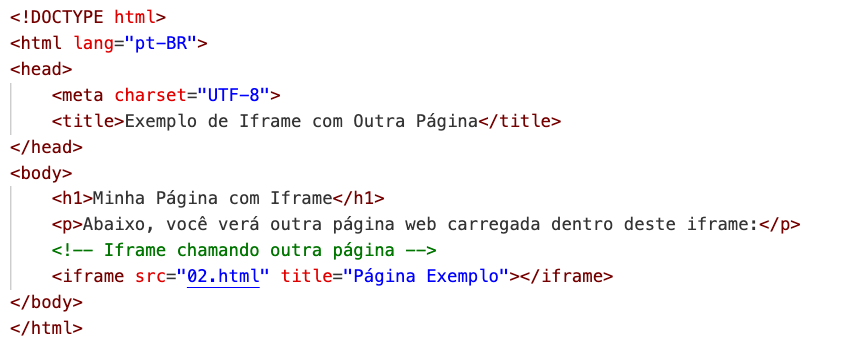 <!DOCTYPE html>
<html lang="pt-BR">
<head>
    <meta charset="UTF-8">
    <title>Exemplo de Iframe com Outra Página</title>
</head>
<body>
    <h1>Minha Página com Iframe</h1>
    <p>Abaixo, você verá outra página web carregada dentro deste iframe:</p>
    <!-- Iframe chamando outra página -->
    <iframe src="02.html" title="Página Exemplo"></iframe>
</body>
</html>